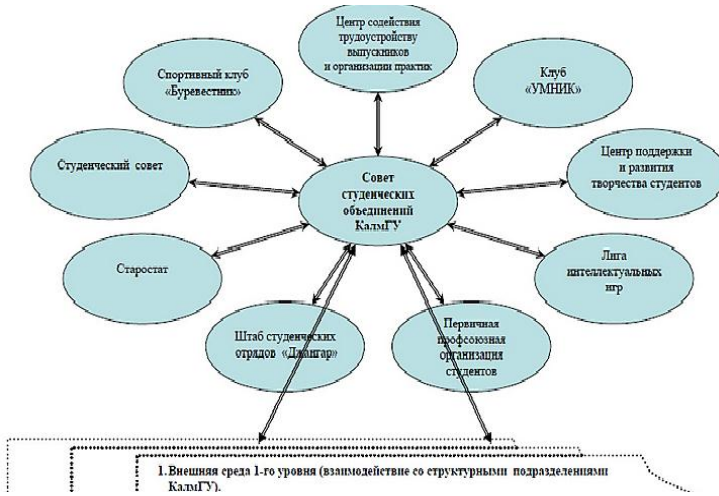 Центр содействия
трудоустройству
выпускников
и организации практик
Спортивный клуб
«Буревестник»
Клуб
«УМНИК»
Студенческий совет
Совет
студенческих
объединений
КалмГУ
Центр поддержки
и развития
творчества студентов
Старостат
Лига
интеллектуальных
игр
Штаб студенческих
отрядов «Джангар»
Первичная
профсоюзная
организация
студентов
1. Внешняя среда 1-го уровня (взаимодействие со структурными подразделениями
КалмГУ).